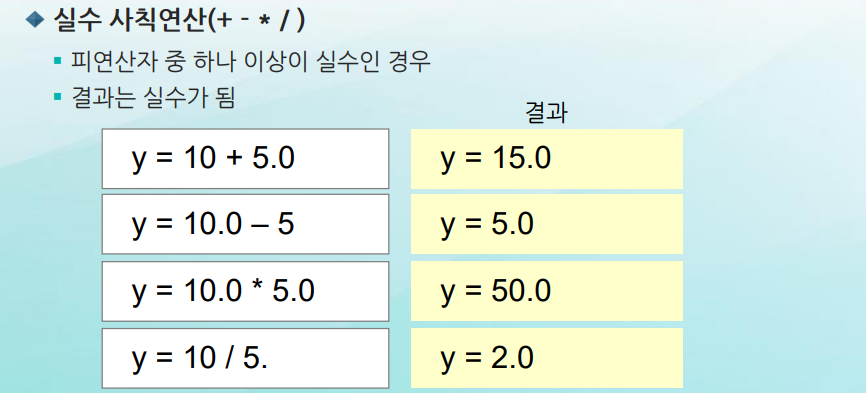 실수 사칙연산(+ - * / )
피연산자 중 하나 이상이 실수인 경우
결과는 실수가 됨
결과
y = 10 + 5.0
y = 15.0
y = 10.0 – 5
y = 5.0
y = 10.0 * 5.0
y = 50.0
y = 10 / 5.
y = 2.0